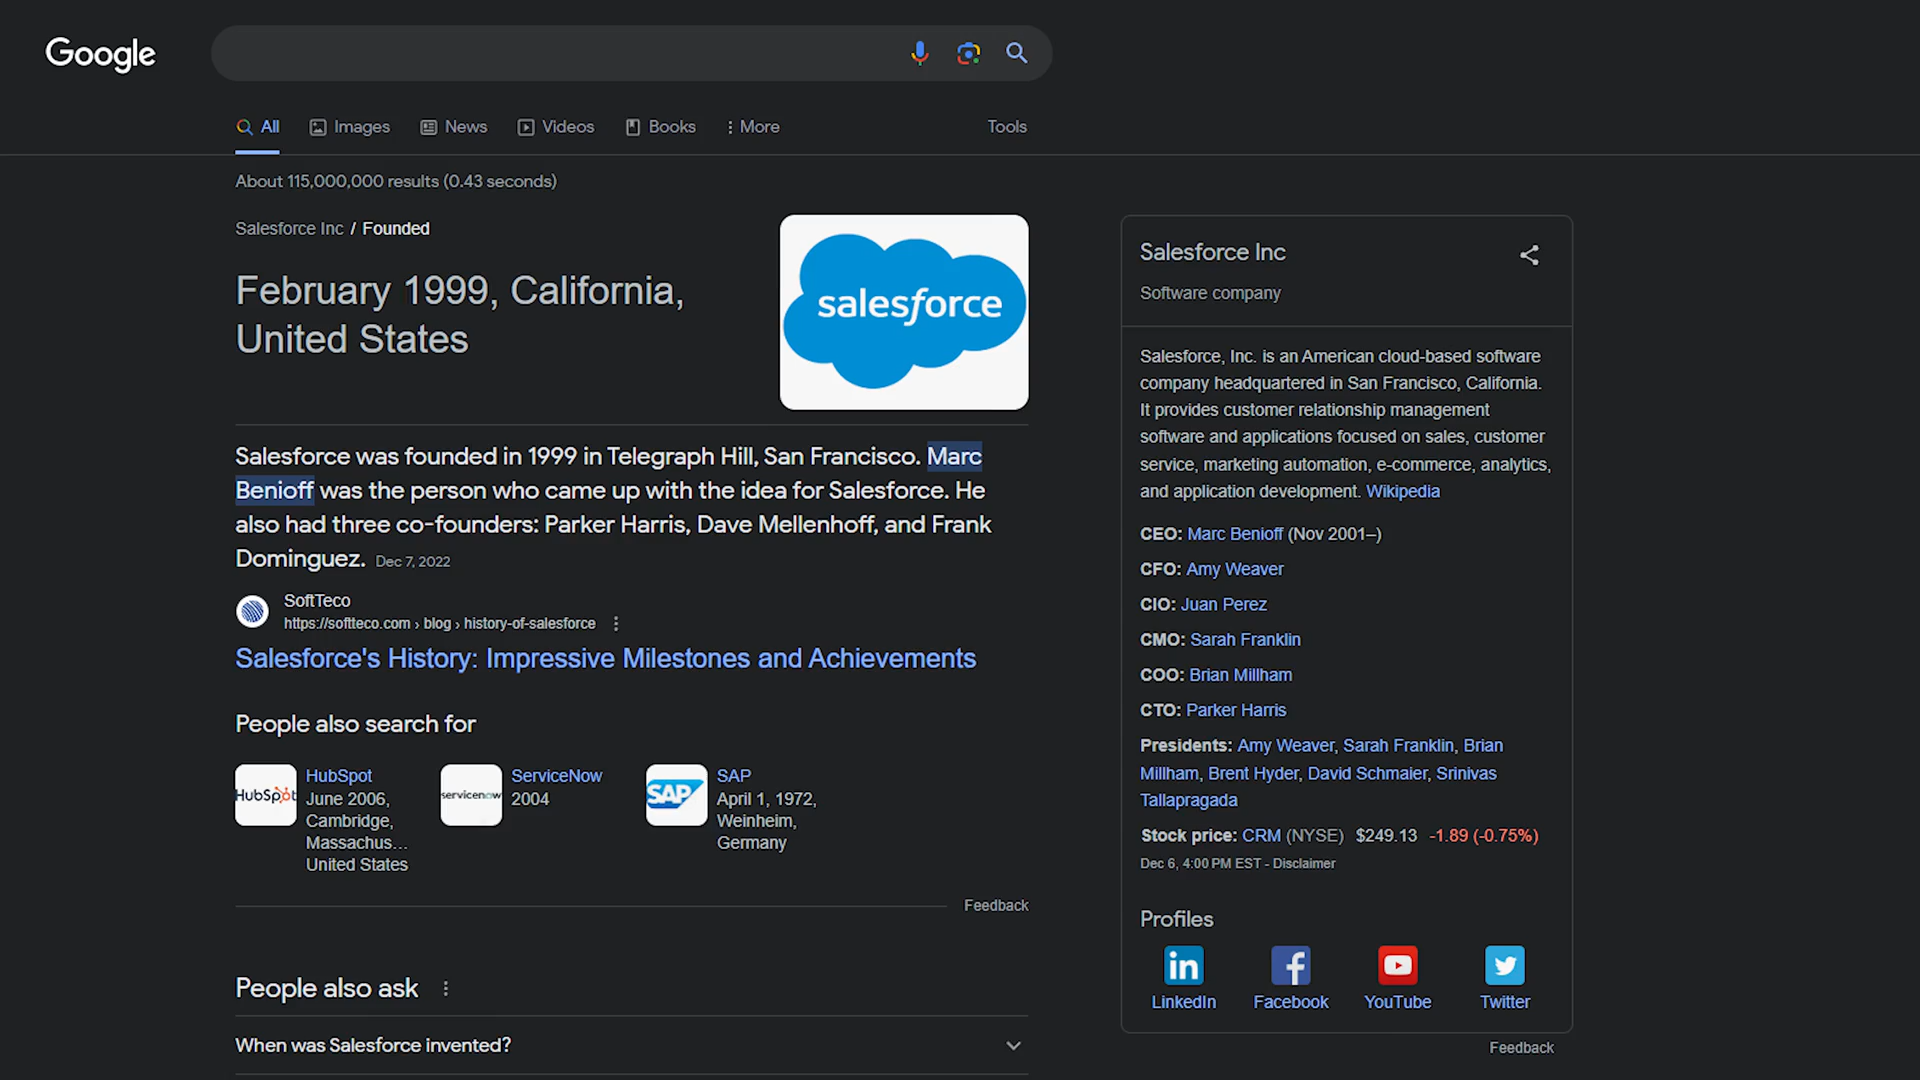 Google
All
Images
News
Videos
Books
More
Tools
About 115,000,000 results (0.43 seconds)
Salesforce Inc / Founded
February 1999, California,
United States
salesforce
Salesforce was founded in 1999 in Telegraph Hill, San Francisco. Marc
Benioff was the person who came up with the idea for Salesforce. He
also had three co-founders: Parker Harris, Dave Mellenhoff, and Frank
Dominguez. Dec 7, 2022
SoftTeco
https://softteco.com › blog › history-of-salesforce
Salesforce's History: Impressive Milestones and Achievements
People also search for
HubSpot
HubSpot
June 2006,
Cambridge,
Massachus...
United States
servicenow
ServiceNow
2004
SAP
SAP
April 1, 1972,
Weinheim,
Germany
Feedback
People also ask
When was Salesforce invented?
Salesforce Inc
Software company
Salesforce, Inc. is an American cloud-based software
company headquartered in San Francisco, California.
It provides customer relationship management
software and applications focused on sales, customer
service, marketing automation, e-commerce, analytics,
and application development. Wikipedia
CEO: Marc Benioff (Nov 2001–)
CFO: Amy Weaver
CIO: Juan Perez
CMO: Sarah Franklin
COO: Brian Millham
CTO: Parker Harris
Presidents: Amy Weaver, Sarah Franklin, Brian
Millham, Brent Hyder, David Schmaier, Srinivas
Tallapragada
Stock price: CRM (NYSE) $249.13 -1.89 (-0.75%)
Dec 6, 4:00 PM EST - Disclaimer
Profiles
LinkedIn
Facebook
YouTube
Twitter
Feedback